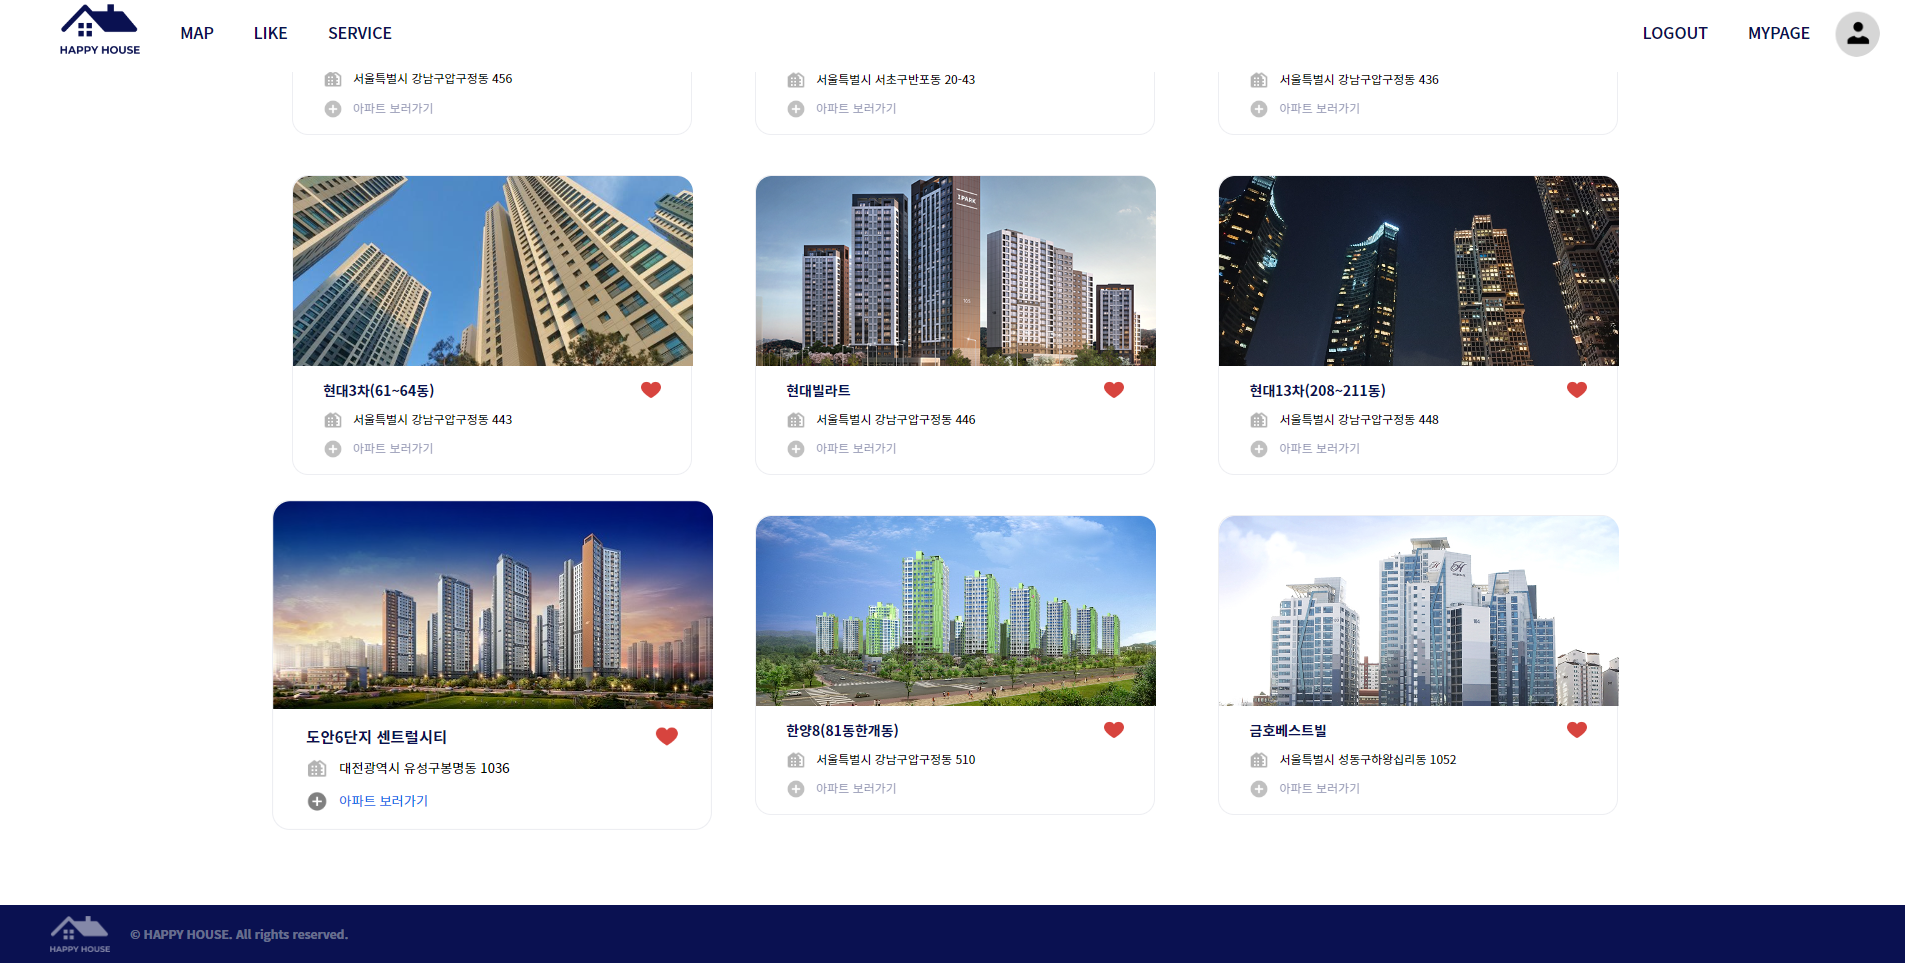 HAPPY HOUSE
MAP LIKE SERVICE LOGOUT MYPAGE
서울특별시 강남구압구정동 456
아파트 보러가기
서울특별시 서초구반포동 20-43
아파트 보러가기
서울특별시 강남구압구정동 436
아파트 보러가기
IPARK
101
현대3차(61~64동)
서울특별시 강남구압구정동 443
아파트 보러가기
현대빌라트
서울특별시 강남구압구정동 446
아파트 보러가기
현대13차(208~211동)
서울특별시 강남구압구정동 448
아파트 보러가기
H
도안6단지 센트럴시티
대전광역시 유성구봉명동 1036
아파트 보러가기
한양8(81동한개동)
서울특별시 강남구압구정동 510
아파트 보러가기
금호베스트빌
서울특별시 성동구하왕십리동 1052
아파트 보러가기
HAPPY HOUSE
© HAPPY HOUSE. All rights reserved.